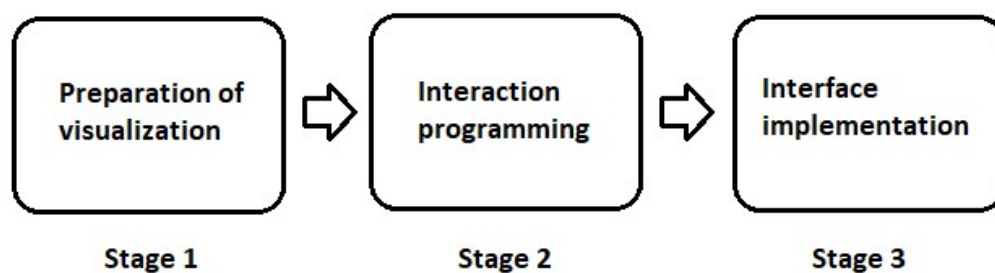 Preparation of
visualization
Interaction
programming
Interface
implementation
Stage 1
Stage 2
Stage 3